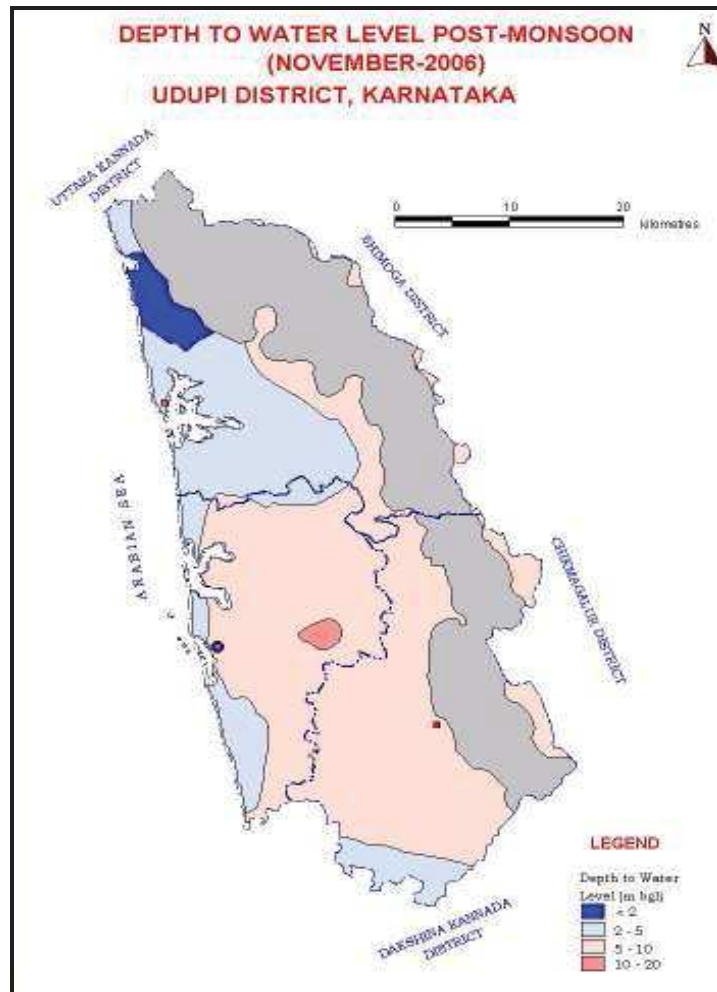 DEPTH TO WATER LEVEL POST-MONSOON
(NOVEMBER-2006)
UDUPI DISTRICT, KARNATAKA
N
UTTARA KANNADA
DISTRICT
0 10 20
kilometres
SHIMOGA DISTRICT
ARABIAN SEA
CHIKMAGALUR DISTRICT
DAKSHINA KANNADA
DISTRICT
LEGEND
Depth to Water
Level (m bgl)
< 2
2 - 5
5 - 10
10 - 20